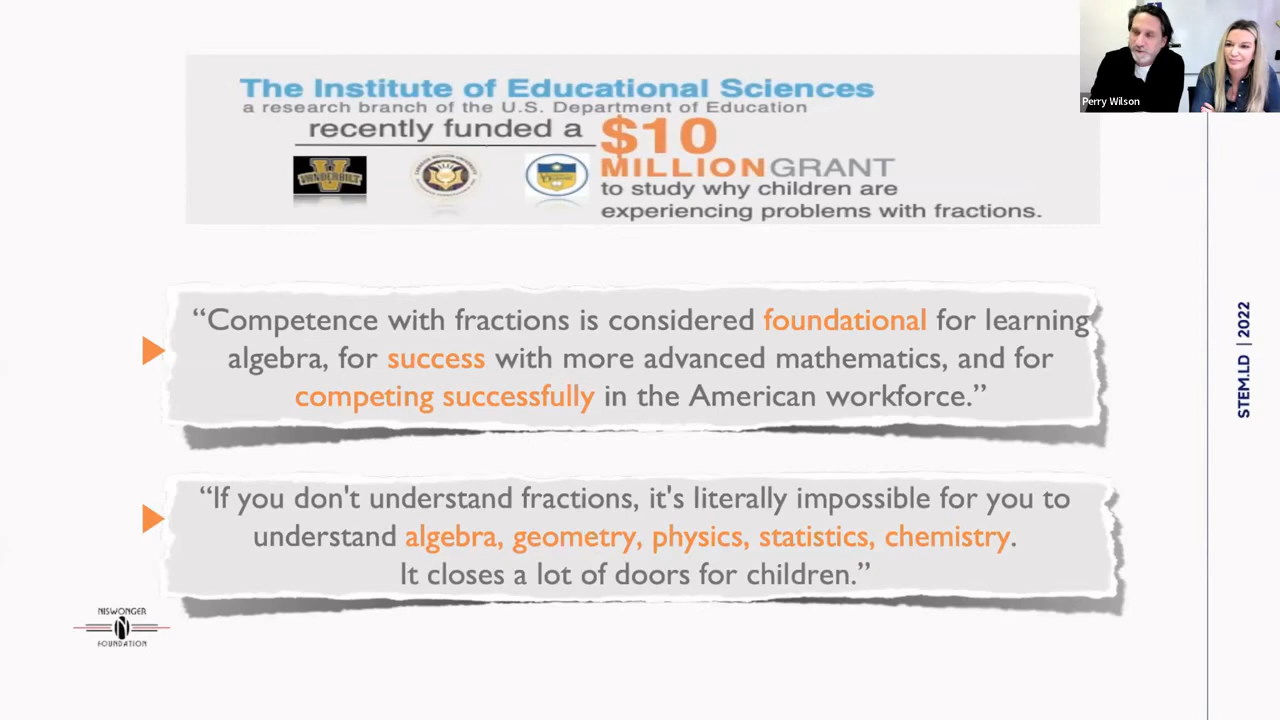 The Institute of Educational Sciences
a research branch of the U.S. Department of Education
recently funded a $10
MILLION GRANT
to study why children are
experiencing problems with fractions.
VANDERBILT
Perry Wilson
“Competence with fractions is considered foundational for learning
algebra, for success with more advanced mathematics, and for
competing successfully in the American workforce.”
“If you don't understand fractions, it's literally impossible for you to
understand algebra, geometry, physics, statistics, chemistry.
It closes a lot of doors for children.”
NISWONGER
N
FOUNDATION
STEM.LD | 2022